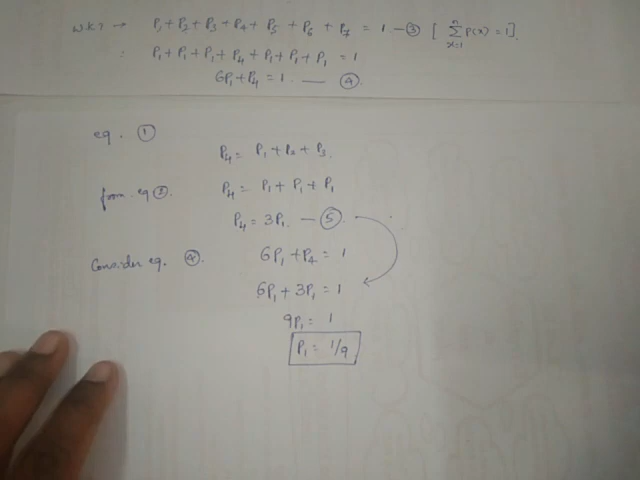 W.K.T → P₁ + P₂ + P₃ + P₄ + P₅ + P₆ + P₇ = 1 — ③ [ ∑ⁿₓ₌₁ P(x) = 1 ].
: P₁ + P₁ + P₁ + P₄ + P₁ + P₁ + P₁ = 1
6P₁ + P₄ = 1. — ④.
eq. ①
P₄ = P₁ + P₂ + P₃.
from eq ②. P₄ = P₁ + P₁ + P₁
P₄ = 3P₁. — ⑤.
Consider eq. ④. 6P₁ + P₄ = 1
6P₁ + 3P₁ = 1
9P₁ = 1
P₁ = 1/9